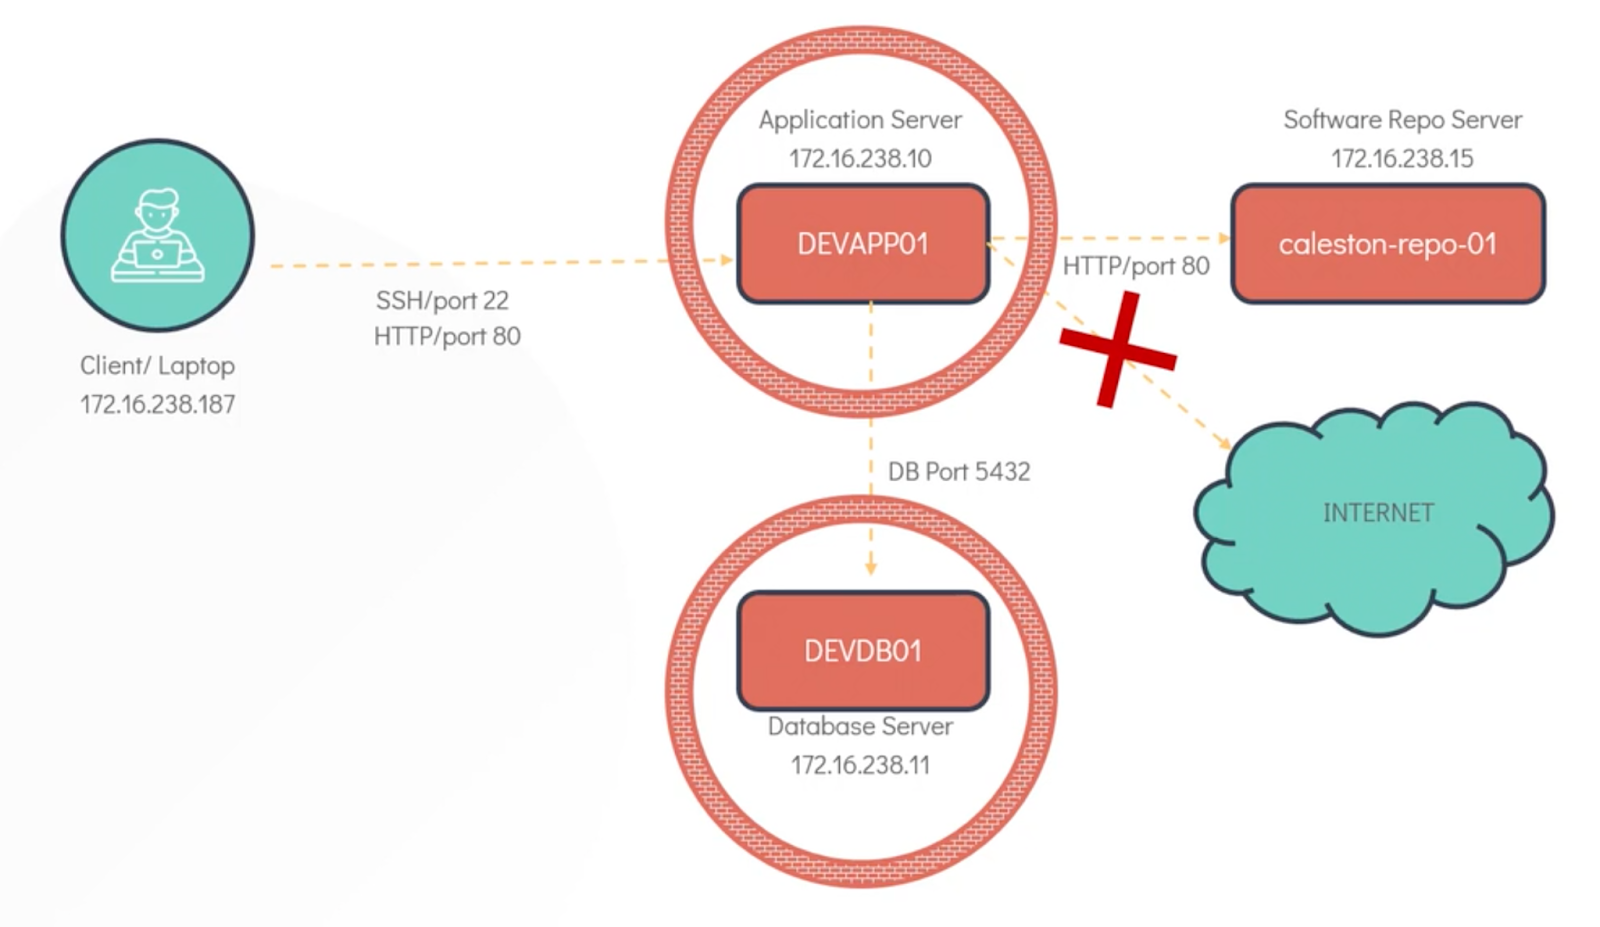 Application Server
172.16.238.10
DEVAPP01
Software Repo Server
172.16.238.15
caleston-repo-01
HTTP/port 80
SSH/port 22
HTTP/port 80
Client/ Laptop
172.16.238.187
DB Port 5432
INTERNET
DEVDB01
Database Server
172.16.238.11